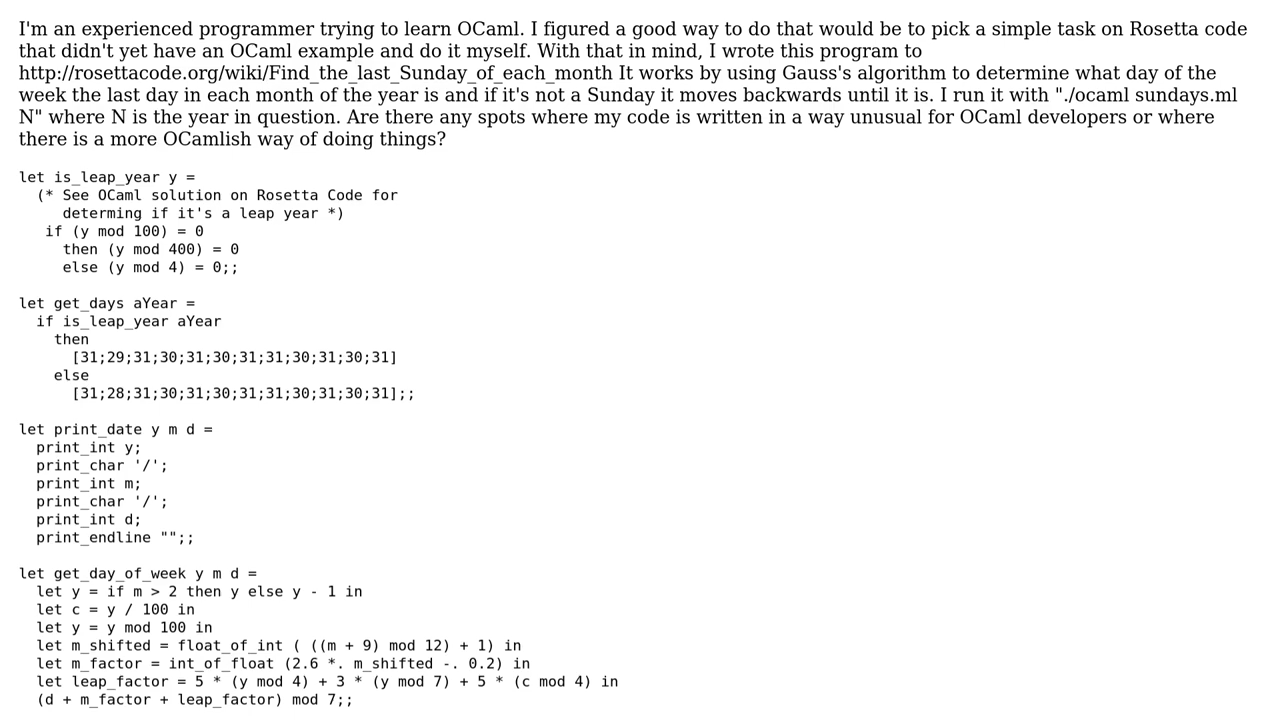 I'm an experienced programmer trying to learn OCaml. I figured a good way to do that would be to pick a simple task on Rosetta code
that didn't yet have an OCaml example and do it myself. With that in mind, I wrote this program to
http://rosettacode.org/wiki/Find_the_last_Sunday_of_each_month It works by using Gauss's algorithm to determine what day of the
week the last day in each month of the year is and if it's not a Sunday it moves backwards until it is. I run it with "./ocaml sundays.ml
N" where N is the year in question. Are there any spots where my code is written in a way unusual for OCaml developers or where
there is a more OCamlish way of doing things?

let is_leap_year y =
  (* See OCaml solution on Rosetta Code for
     determing if it's a leap year *)
   if (y mod 100) = 0
     then (y mod 400) = 0
     else (y mod 4) = 0;;

let get_days aYear =
  if is_leap_year aYear
    then
      [31;29;31;30;31;30;31;31;30;31;30;31]
    else
      [31;28;31;30;31;30;31;31;30;31;30;31];;

let print_date y m d =
  print_int y;
  print_char '/';
  print_int m;
  print_char '/';
  print_int d;
  print_endline "";;

let get_day_of_week y m d =
  let y = if m > 2 then y else y - 1 in
  let c = y / 100 in
  let y = y mod 100 in
  let m_shifted = float_of_int ( ((m + 9) mod 12) + 1) in
  let m_factor = int_of_float (2.6 *. m_shifted -. 0.2) in
  let leap_factor = 5 * (y mod 4) + 3 * (y mod 7) + 5 * (c mod 4) in
  (d + m_factor + leap_factor) mod 7;;